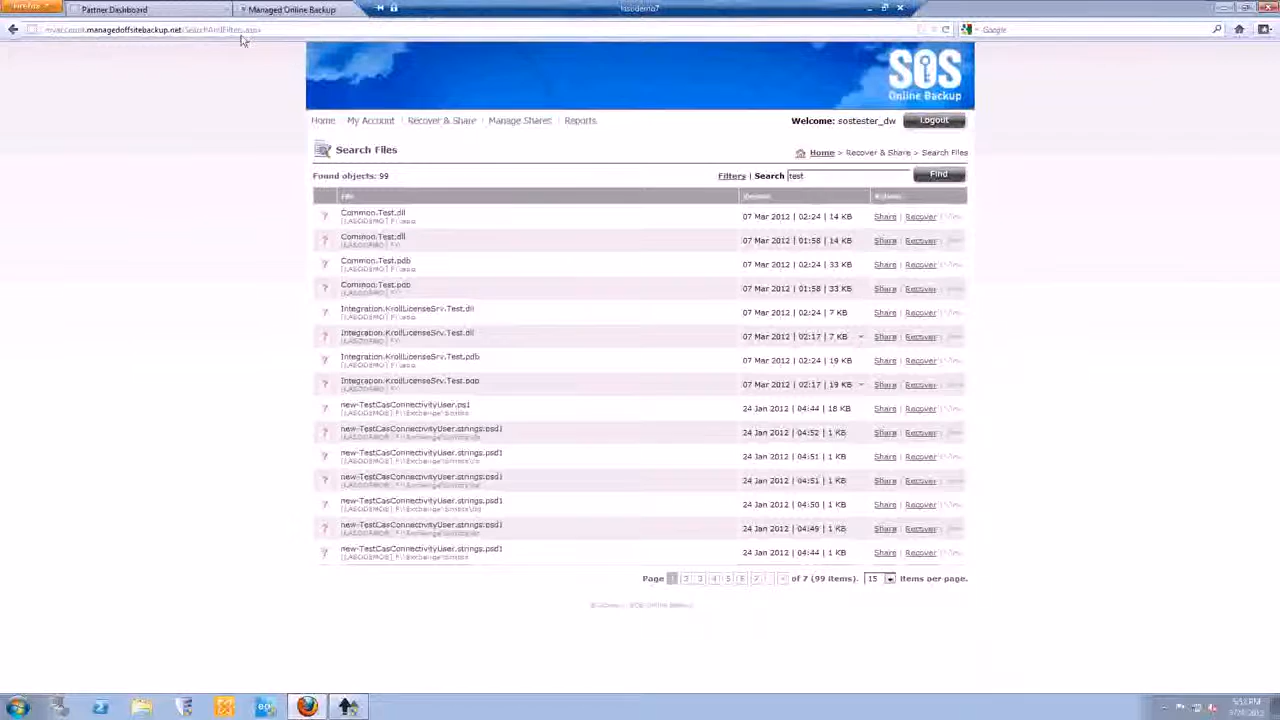 Firefox
Partner Dashboard
Managed Online Backup
lasodemo7
myaccount.managedoffsitebackup.net/SearchAndFilter.aspx
Google
SOS
Online Backup
Home My Account Recover & Share Manage Shares Reports
Welcome: sostester_dw Logout
Search Files
Home > Recover & Share > Search Files
Found objects: 99
Filters | Search test Find
File
Common.Test.dll 07 Mar 2012 | 02:24 | 14 KB Share | Recover
Common.Test.dll 07 Mar 2012 | 01:58 | 14 KB Share | Recover
Common.Test.pdb 07 Mar 2012 | 02:24 | 33 KB Share | Recover
Common.Test.pdb 07 Mar 2012 | 01:58 | 33 KB Share | Recover
Integration.KrollLicenseSrv.Test.dll 07 Mar 2012 | 02:24 | 7 KB Share | Recover
Integration.KrollLicenseSrv.Test.dll 07 Mar 2012 | 02:17 | 7 KB Share | Recover
Integration.KrollLicenseSrv.Test.pdb 07 Mar 2012 | 02:24 | 19 KB Share | Recover
Integration.KrollLicenseSrv.Test.pdb 07 Mar 2012 | 02:17 | 19 KB Share | Recover
new-TestCasConnectivityUser.ps1 24 Jan 2012 | 04:44 | 18 KB Share | Recover
new-TestCasConnectivityUser.strings.psd1 24 Jan 2012 | 04:52 | 1 KB Share | Recover
new-TestCasConnectivityUser.strings.psd1 24 Jan 2012 | 04:51 | 1 KB Share | Recover
new-TestCasConnectivityUser.strings.psd1 24 Jan 2012 | 04:51 | 1 KB Share | Recover
new-TestCasConnectivityUser.strings.psd1 24 Jan 2012 | 04:50 | 1 KB Share | Recover
new-TestCasConnectivityUser.strings.psd1 24 Jan 2012 | 04:49 | 1 KB Share | Recover
new-TestCasConnectivityUser.strings.psd1 24 Jan 2012 | 04:44 | 1 KB Share | Recover
Page 1 2 3 4 5 6 7 of 7 (99 items). 15 items per page.
SOS Online Backup